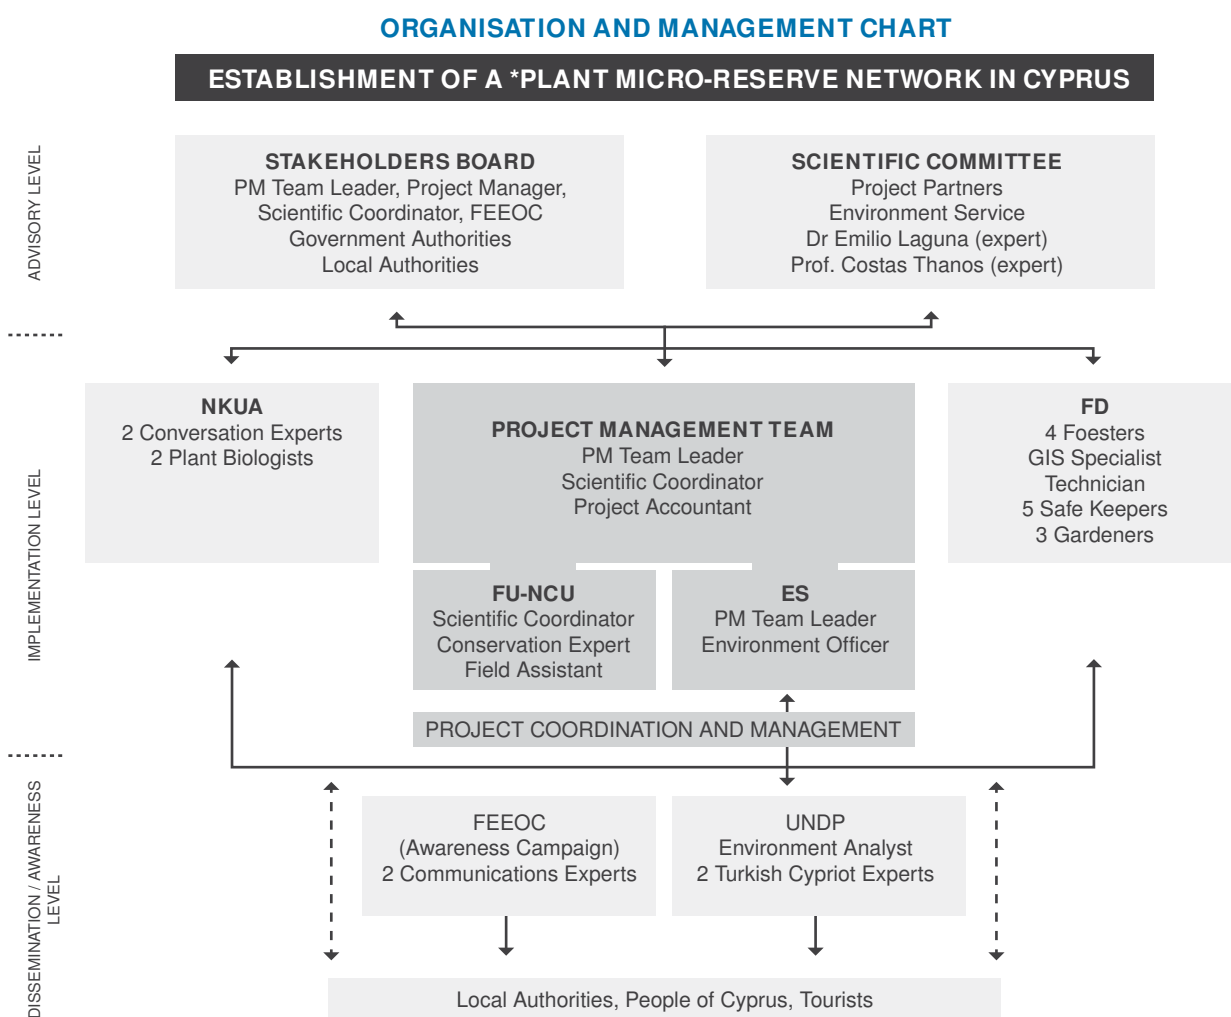 ORGANISATION AND MANAGEMENT CHART
ESTABLISHMENT OF A *PLANT MICRO-RESERVE NETWORK IN CYPRUS
ADVISORY LEVEL
STAKEHOLDERS BOARD
PM Team Leader, Project Manager,
Scientific Coordinator, FEEOC
Government Authorities
Local Authorities
SCIENTIFIC COMMITTEE
Project Partners
Environment Service
Dr Emilio Laguna (expert)
Prof. Costas Thanos (expert)
IMPLEMENTATION LEVEL
NKUA
2 Conversation Experts
2 Plant Biologists
PROJECT MANAGEMENT TEAM
PM Team Leader
Scientific Coordinator
Project Accountant
FD
4 Foesters
GIS Specialist
Technician
5 Safe Keepers
3 Gardeners
FU-NCU
Scientific Coordinator
Conservation Expert
Field Assistant
ES
PM Team Leader
Environment Officer
PROJECT COORDINATION AND MANAGEMENT
DISSEMINATION / AWARENESS
LEVEL
FEEOC
(Awareness Campaign)
2 Communications Experts
UNDP
Environment Analyst
2 Turkish Cypriot Experts
Local Authorities, People of Cyprus, Tourists